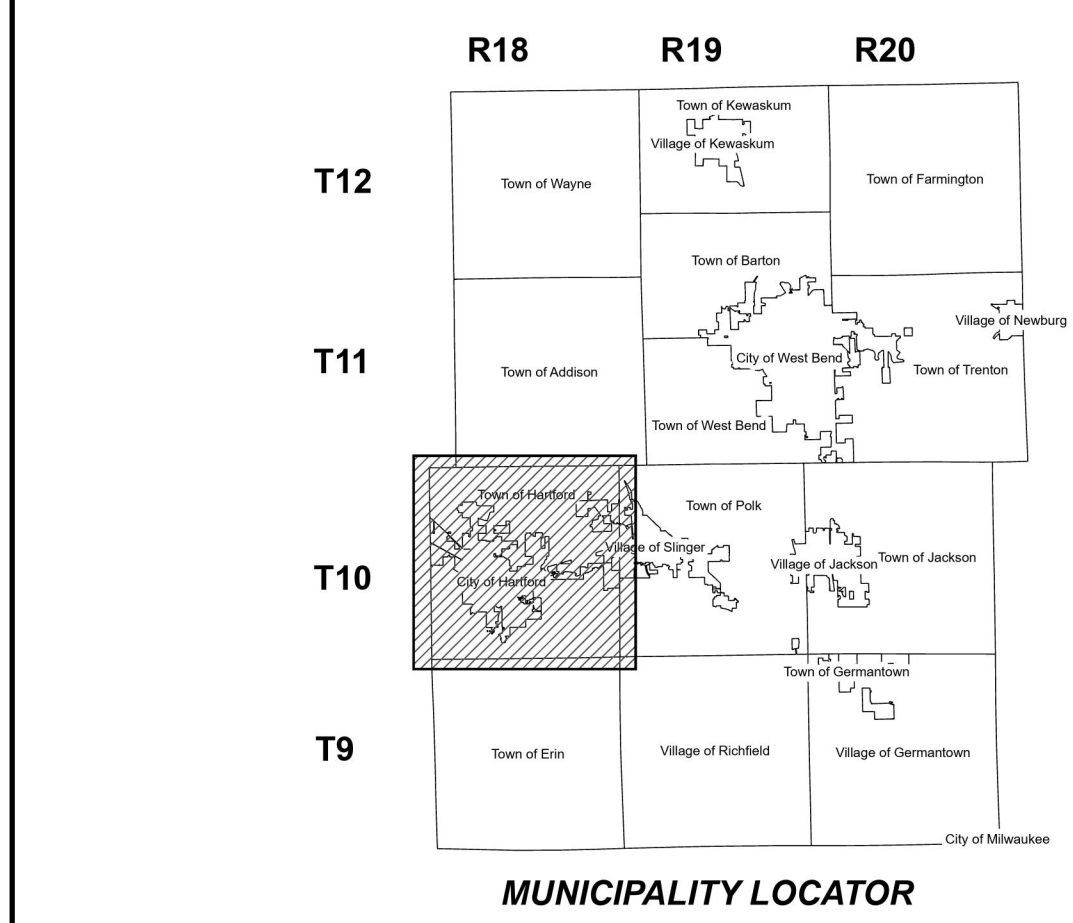 R18
R19
R20
T12
Town of Kewaskum
Village of Kewaskum
Town of Wayne
Town of Farmington
Town of Barton
Village of Newburg
T11
City of West Bend
Town of Addison
Town of Trenton
Town of West Bend
Town of Hartford
Town of Polk
Village of Slinger
Town of Jackson
Village of Jackson
T10
City of Hartford
Town of Germantown
T9
Town of Erin
Village of Richfield
Village of Germantown
City of Milwaukee
MUNICIPALITY LOCATOR